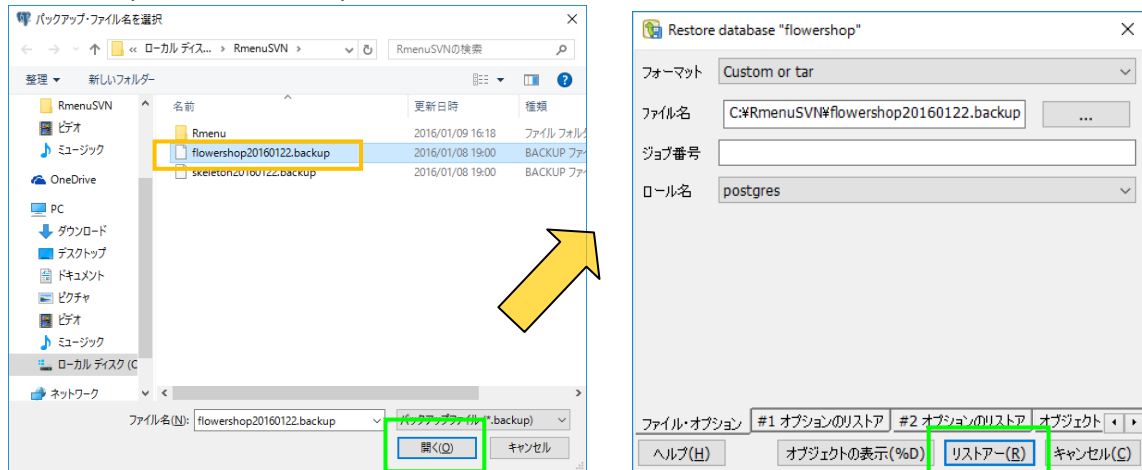 バックアップ・ファイル名を選択
« ローカル ディス... › RmenuSVN ›
RmenuSVNの検索
整理 ▼ 新しいフォルダー
名前 更新日時 種類
RmenuSVN
ビデオ
ミュージック
OneDrive
PC
ダウンロード
デスクトップ
ドキュメント
ピクチャ
ビデオ
ミュージック
ローカル ディスク (C
ネットワーク
Rmenu 2016/01/09 16:18 ファイル フォル
flowershop20160122.backup 2016/01/08 19:00 BACKUP ファ
skeleton20160122.backup 2016/01/08 19:00 BACKUP ファ
ファイル名(N): flowershop20160122.backup バックアップファイル (*.backup)
開く(O) キャンセル
Restore database "flowershop"
フォーマット Custom or tar
ファイル名 C:¥RmenuSVN¥flowershop20160122.backup ...
ジョブ番号
ロール名 postgres
ファイル・オプション #1 オプションのリストア #2 オプションのリストア オブジェクト
ヘルプ(H) オブジェクトの表示(%D) リストアー(R) キャンセル(C)